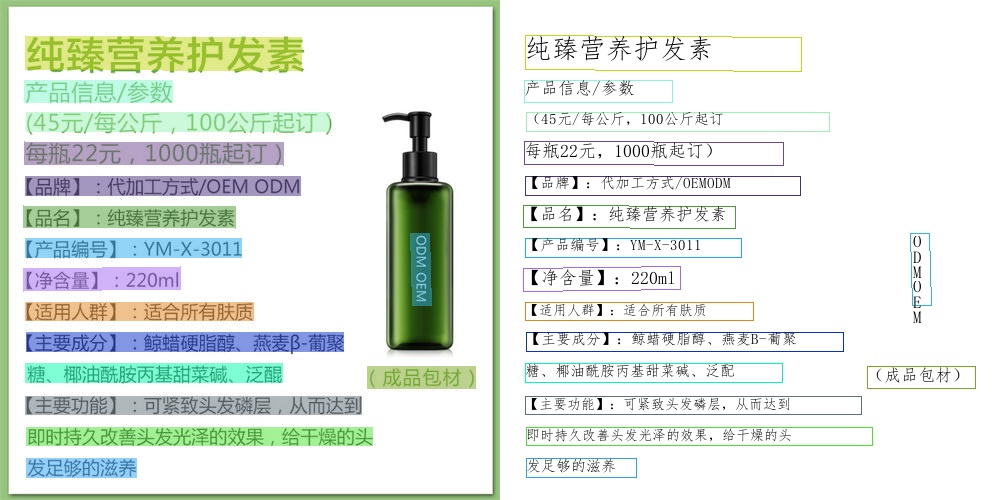 纯臻营养护发素
产品信息/参数
(45元/每公斤，100公斤起订)
每瓶22元，1000瓶起订)
【品牌】：代加工方式/OEM ODM
【品名】：纯臻营养护发素
【产品编号】：YM-X-3011
【净含量】：220ml
【适用人群】：适合所有肤质
【主要成分】：鲸蜡硬脂醇、燕麦β-葡聚
糖、椰油酰胺丙基甜菜碱、泛醌
【主要功能】：可紧致头发磷层，从而达到
即时持久改善头发光泽的效果，给干燥的头
发足够的滋养
ODM OEM
(成品包材)
纯臻营养护发素
产品信息/参数
（45元/每公斤，100公斤起订
每瓶22元，1000瓶起订）
【品牌】：代加工方式/OEMODM
【品名】：纯臻营养护发素
【产品编号】：YM-X-3011
【净含量】：220ml
【适用人群】：适合所有肤质
【主要成分】：鲸蜡硬脂醇、燕麦B-葡聚
糖、椰油酰胺丙基甜菜碱、泛配
【主要功能】：可紧致头发磷层，从而达到
即时持久改善头发光泽的效果，给干燥的头
发足够的滋养
ODMOEM
（成品包材）